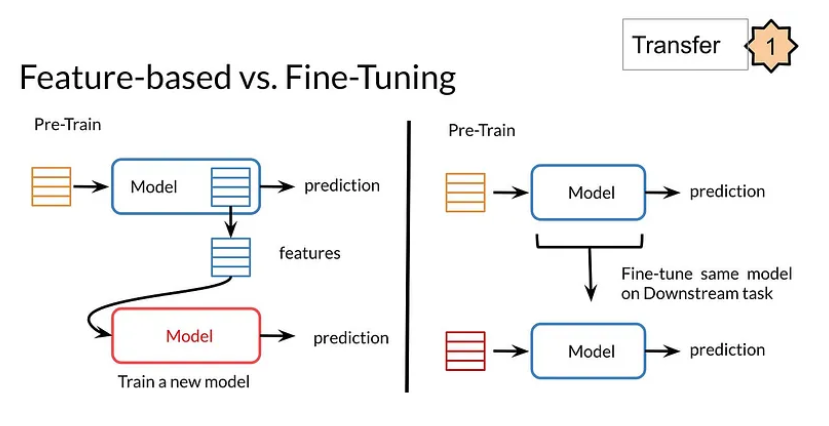 Transfer 1
Feature-based vs. Fine-Tuning
Pre-Train
Model
prediction
features
Model
prediction
Train a new model
Pre-Train
Model
prediction
Fine-tune same model
on Downstream task
Model
prediction